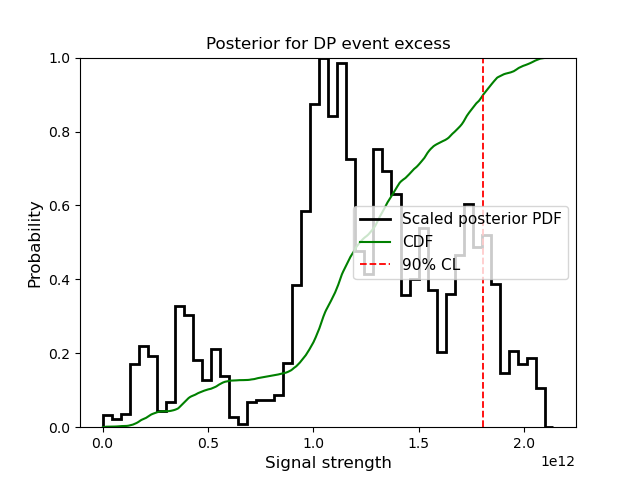 Posterior for DP event excess
Probability
1.0
0.8
0.6
0.4
0.2
0.0
Scaled posterior PDF
CDF
90% CL
0.0 0.5 1.0 1.5 2.0
1e12
Signal strength